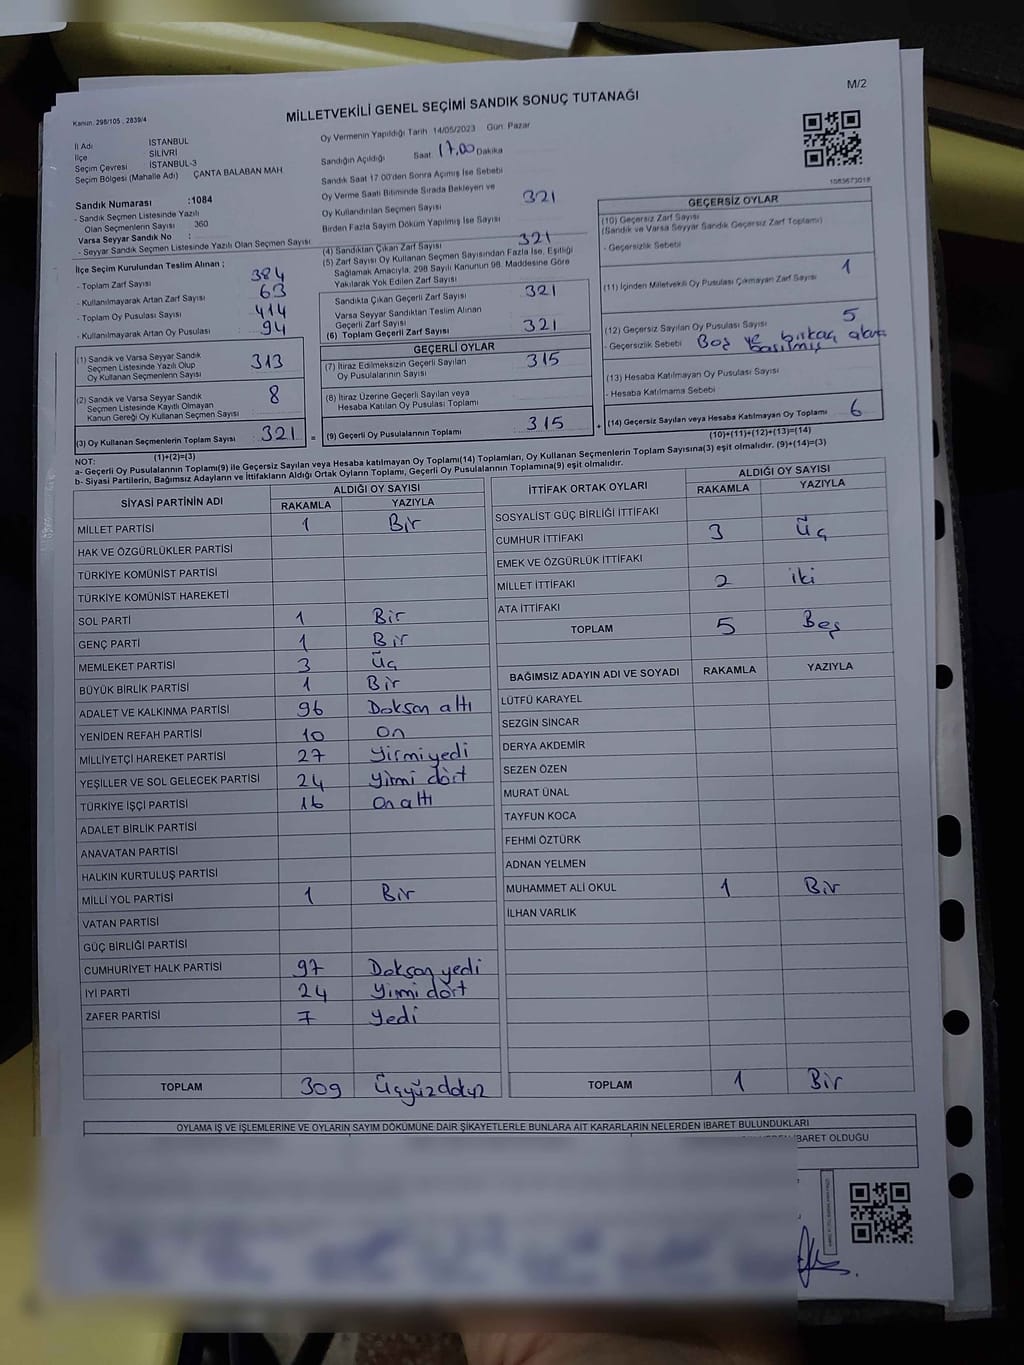 M/2
Kanun. 298/105 , 2839/4
MİLLETVEKİLİ GENEL SEÇİMİ SANDIK SONUÇ TUTANAĞI
İl Adı İSTANBUL
İlçe SİLİVRİ
Seçim Çevresi İSTANBUL-3
Seçim Bölgesi (Mahalle Adı) ÇANTA BALABAN MAH
Sandık Numarası :1084
- Sandık Seçmen Listesinde Yazılı
Olan Seçmenlerin Sayısı 360
Varsa Seyyar Sandık No :
- Seyyar Sandık Seçmen Listesinde Yazılı Olan Seçmen Sayısı
İlçe Seçim Kurulundan Teslim Alınan ;
- Toplam Zarf Sayısı 384
- Kullanılmayarak Artan Zarf Sayısı 63
- Toplam Oy Pusulası Sayısı 414
- Kullanılmayarak Artan Oy Pusulası 94
(1) Sandık ve Varsa Seyyar Sandık
Seçmen Listesinde Yazılı Olup
Oy Kullanan Seçmenlerin Sayısı 313
(2) Sandık ve Varsa Seyyar Sandık
Seçmen Listesinde Kayıtlı Olmayan
Kanun Gereği Oy Kullanan Seçmen Sayısı 8
(3) Oy Kullanan Seçmenlerin Toplam Sayısı 321 =
(1)+(2)=(3)
Oy Vermenin Yapıldığı Tarih 14/05/2023 Gün: Pazar
Sandığın Açıldığı Saat 17.00 Dakika
Sandık Saat 17.00'den Sonra Açımış İse Sebebi
Oy Verme Saati Bitiminde Sırada Bekleyen ve
Oy Kullandırılan Seçmen Sayısı 321
Birden Fazla Sayım Döküm Yapılmış İse Sayısı
(4) Sandıktan Çıkan Zarf Sayısı 321
(5) Zarf Sayısı Oy Kullanan Seçmen Sayısından Fazla İse, Eşitliği
Sağlamak Amacıyla, 298 Sayılı Kanunun 98. Maddesine Göre
Yakılarak Yok Edilen Zarf Sayısı
Sandıkta Çıkan Geçerli Zarf Sayısı 321
Varsa Seyyar Sandıktan Teslim Alınan
Geçerli Zarf Sayısı
(6) Toplam Geçerli Zarf Sayısı 321
GEÇERLİ OYLAR
(7) İtiraz Edilmeksizin Geçerli Sayılan
Oy Pusulalarının Sayısı 315
(8) İtiraz Üzerine Geçerli Sayılan veya
Hesaba Katılan Oy Pusulası Toplamı
(9) Geçerli Oy Pusulalarının Toplamı 315 +
1583673018
GEÇERSİZ OYLAR
(10) Geçersiz Zarf Sayısı
(Sandık ve Varsa Seyyar Sandık Geçersiz Zarf Toplamı)
- Geçersizlik Sebebi
(11) İçinden Milletvekili Oy Pusulası Çıkmayan Zarf Sayısı 1
(12) Geçersiz Sayılan Oy Pusulası Sayısı 5
- Geçersizlik Sebebi Boş ve birkaç alana
basılmış
(13) Hesaba Katılmayan Oy Pusulası Sayısı
- Hesaba Katılmama Sebebi
(14) Geçersiz Sayılan veya Hesaba Katılmayan Oy Toplamı 6
(10)+(11)+(12)+(13)=(14)
NOT:
a- Geçerli Oy Pusulalarının Toplamı(9) ile Geçersiz Sayılan veya Hesaba katılmayan Oy Toplamı(14) Toplamları, Oy Kullanan Seçmenlerin Toplam Sayısına(3) eşit olmalıdır. (9)+(14)=(3)
b- Siyasi Partilerin, Bağımsız Adayların ve İttifakların Aldığı Ortak Oyların Toplamı, Geçerli Oy Pusulalarının Toplamına(9) eşit olmalıdır.
SİYASİ PARTİNİN ADI ALDIĞI OY SAYISI
RAKAMLA YAZIYLA
MİLLET PARTİSİ 1 Bir
HAK VE ÖZGÜRLÜKLER PARTİSİ
TÜRKİYE KOMÜNİST PARTİSİ
TÜRKİYE KOMÜNİST HAREKETİ
SOL PARTİ 1 Bir
GENÇ PARTİ 1 Bir
MEMLEKET PARTİSİ 3 Üç
BÜYÜK BİRLİK PARTİSİ 1 Bir
ADALET VE KALKINMA PARTİSİ 96 Doksan altı
YENİDEN REFAH PARTİSİ 10 On
MİLLİYETÇİ HAREKET PARTİSİ 27 Yirmi yedi
YEŞİLLER VE SOL GELECEK PARTİSİ 24 Yirmi dört
TÜRKİYE İŞÇİ PARTİSİ 16 On altı
ADALET BİRLİK PARTİSİ
ANAVATAN PARTİSİ
HALKIN KURTULUŞ PARTİSİ
MİLLİ YOL PARTİSİ 1 Bir
VATAN PARTİSİ
GÜÇ BİRLİĞİ PARTİSİ
CUMHURİYET HALK PARTİSİ 97 Doksan yedi
İYİ PARTİ 24 Yirmi dört
ZAFER PARTİSİ 7 Yedi
TOPLAM 309 Üçyüzdokuz
İTTİFAK ORTAK OYLARI ALDIĞI OY SAYISI
RAKAMLA YAZIYLA
SOSYALİST GÜÇ BİRLİĞİ İTTİFAKI
CUMHUR İTTİFAKI 3 Üç
EMEK VE ÖZGÜRLÜK İTTİFAKI
MİLLET İTTİFAKI 2 iki
ATA İTTİFAKI
TOPLAM 5 Beş
BAĞIMSIZ ADAYIN ADI VE SOYADI RAKAMLA YAZIYLA
LÜTFÜ KARAYEL
SEZGİN SİNCAR
DERYA AKDEMİR
SEZEN ÖZEN
MURAT ÜNAL
TAYFUN KOCA
FEHMİ ÖZTÜRK
ADNAN YELMEN
MUHAMMET ALİ OKUL 1 Bir
İLHAN VARLIK
TOPLAM 1 Bir
OYLAMA İŞ VE İŞLEMLERİNE VE OYLARIN SAYIM DÖKÜMÜNE DAİR ŞİKAYETLERLE BUNLARA AİT KARARLARIN NELERDEN İBARET BULUNDUKLARI
İBARET OLDUĞU